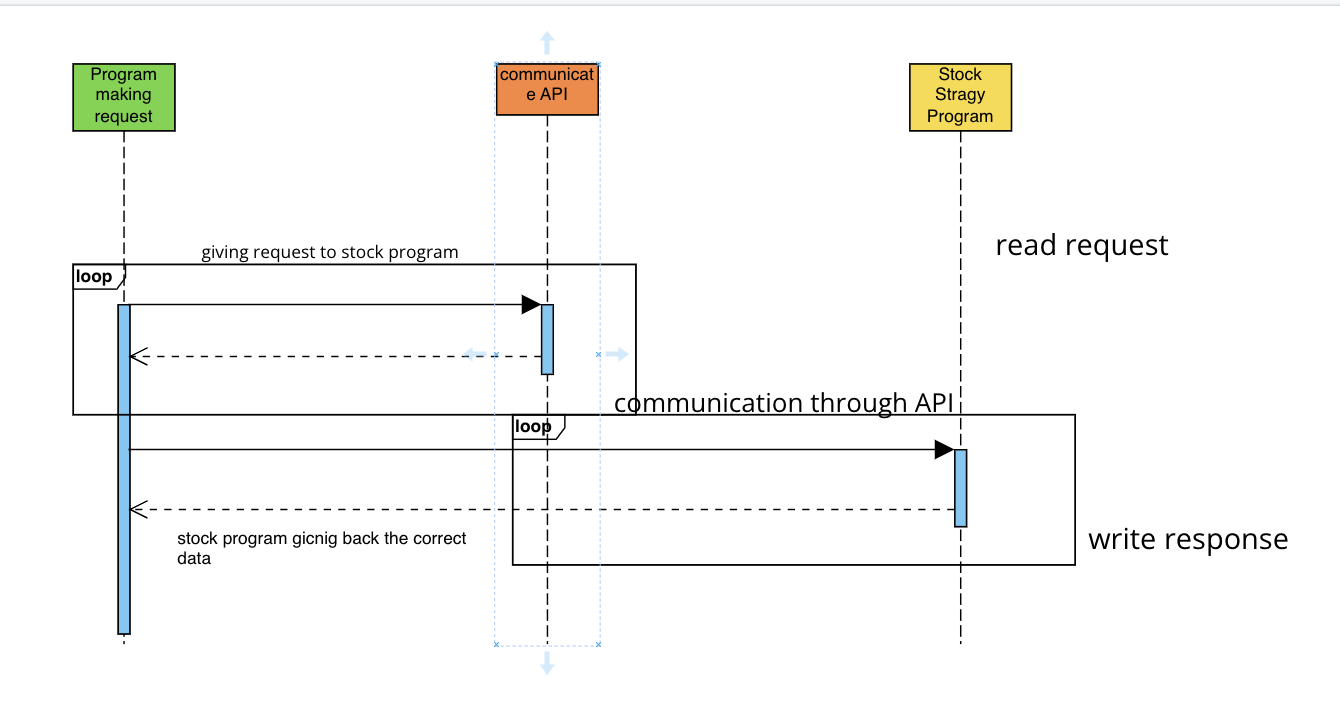 Program
making
request
communicat
e API
Stock
Stragy
Program
read request
giving request to stock program
loop
communication through API
loop
stock program gicnig back the correct
data
write response